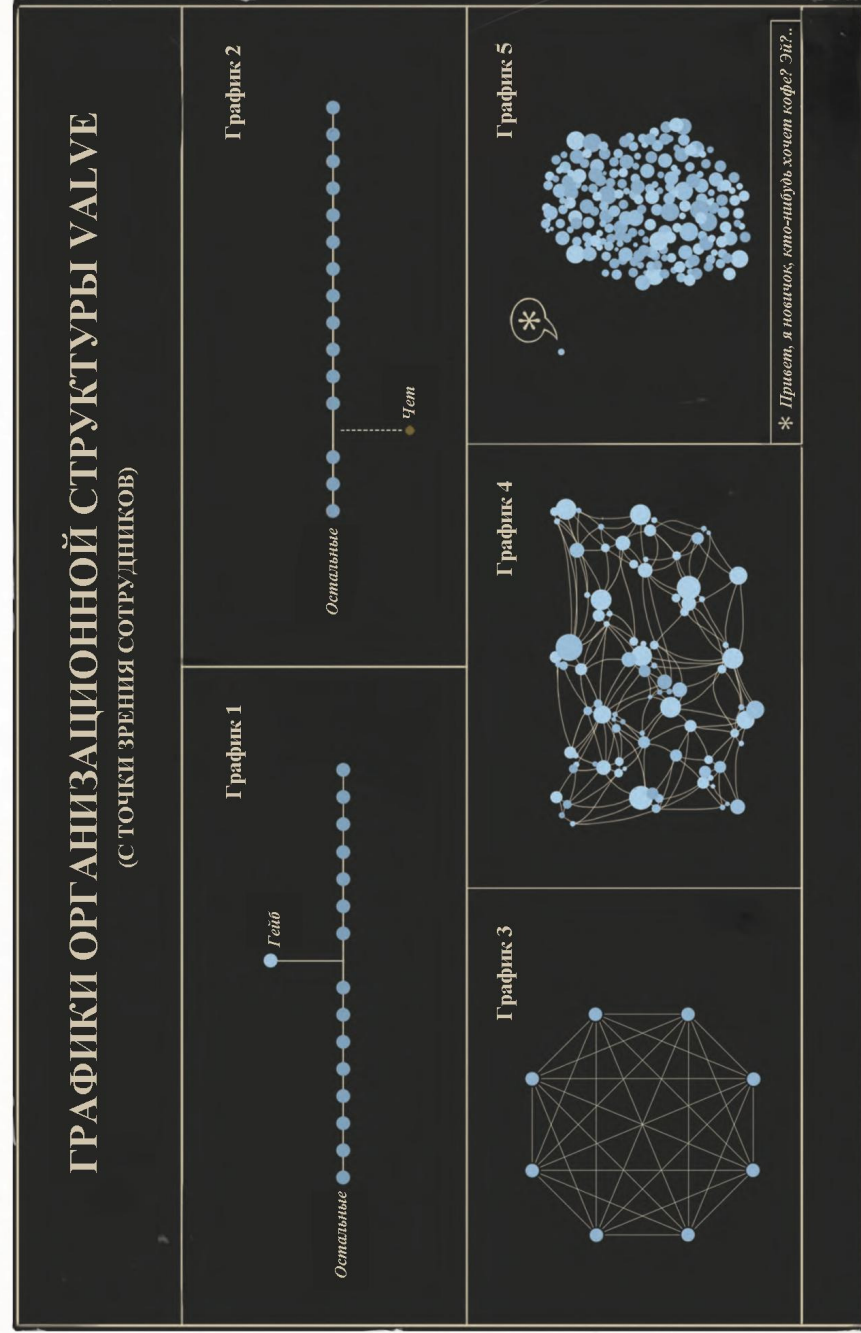 ГРАФИКИ ОРГАНИЗАЦИОННОЙ СТРУКТУРЫ VALVE
(С ТОЧКИ ЗРЕНИЯ СОТРУДНИКОВ)
График 1
Гейб
Остальные
График 2
Остальные
Чет
График 3
График 4
График 5
*
* Привет, я новичок, кто-нибудь хочет кофе? Эй?..